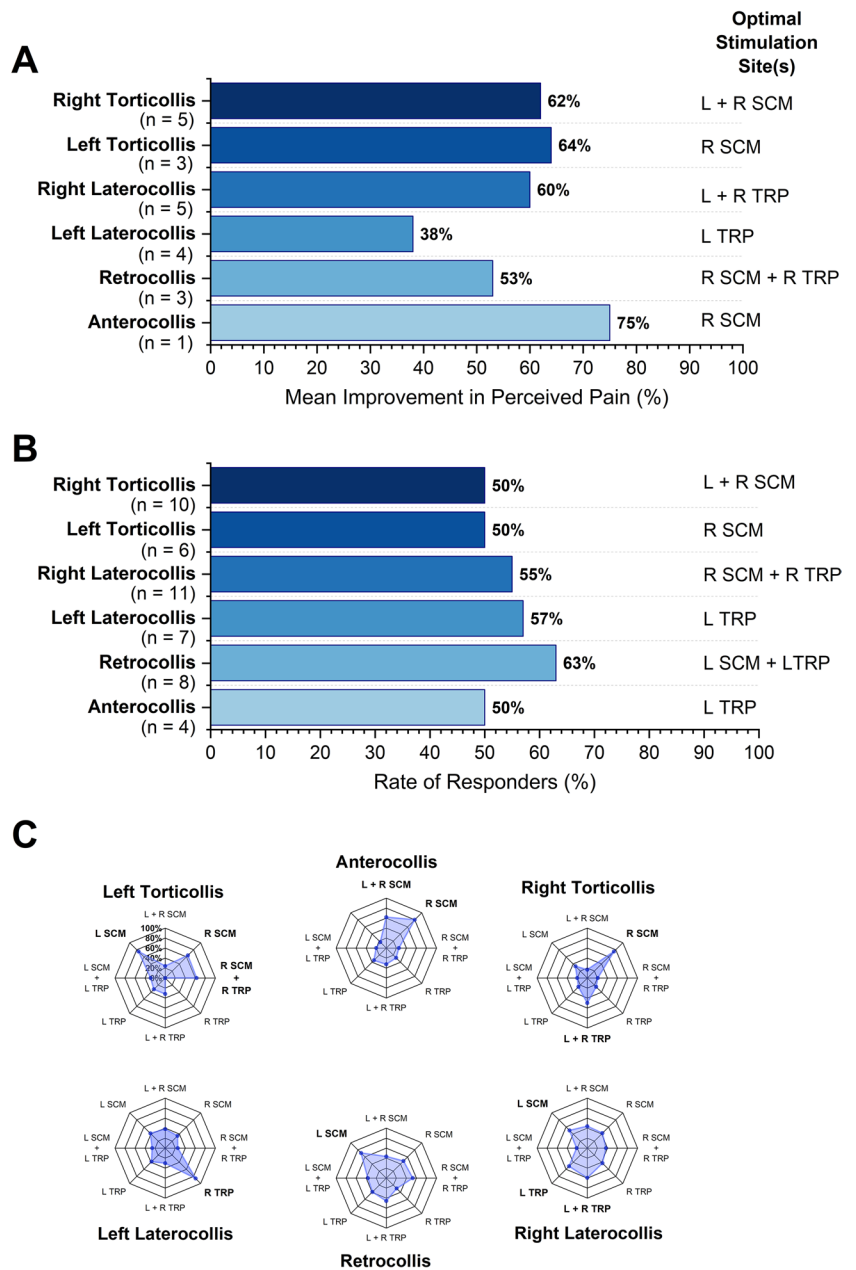 Optimal
Stimulation
Site(s)
A
Right Torticollis
(n = 5)
62%
L + R SCM
Left Torticollis
(n = 3)
64%
R SCM
Right Laterocollis
(n = 5)
60%
L + R TRP
Left Laterocollis
(n = 4)
38%
L TRP
Retrocollis
(n = 3)
53%
R SCM + R TRP
Anterocollis
(n = 1)
75%
R SCM
0 10 20 30 40 50 60 70 80 90 100
Mean Improvement in Perceived Pain (%)
B
Right Torticollis
(n = 10)
50%
L + R SCM
Left Torticollis
(n = 6)
50%
R SCM
Right Laterocollis
(n = 11)
55%
R SCM + R TRP
Left Laterocollis
(n = 7)
57%
L TRP
Retrocollis
(n = 8)
63%
L SCM + LTRP
Anterocollis
(n = 4)
50%
L TRP
0 10 20 30 40 50 60 70 80 90 100
Rate of Responders (%)
C
Left Torticollis
L + R SCM
R SCM
R SCM
+
R TRP
R TRP
L + R TRP
L TRP
L SCM
+
L TRP
L SCM
100%
80%
60%
40%
20%
0%
Anterocollis
L + R SCM
R SCM
R SCM
+
R TRP
R TRP
L + R TRP
L TRP
L SCM
+
L TRP
L SCM
Right Torticollis
L + R SCM
R SCM
R SCM
+
R TRP
R TRP
L + R TRP
L TRP
L SCM
+
L TRP
L SCM
L + R SCM
R SCM
R SCM
+
R TRP
R TRP
L + R TRP
L TRP
L SCM
+
L TRP
L SCM
Left Laterocollis
L + R SCM
R SCM
R SCM
+
R TRP
R TRP
L + R TRP
L TRP
L SCM
+
L TRP
L SCM
Retrocollis
L + R SCM
R SCM
R SCM
+
R TRP
R TRP
L + R TRP
L TRP
L SCM
+
L TRP
L SCM
Right Laterocollis